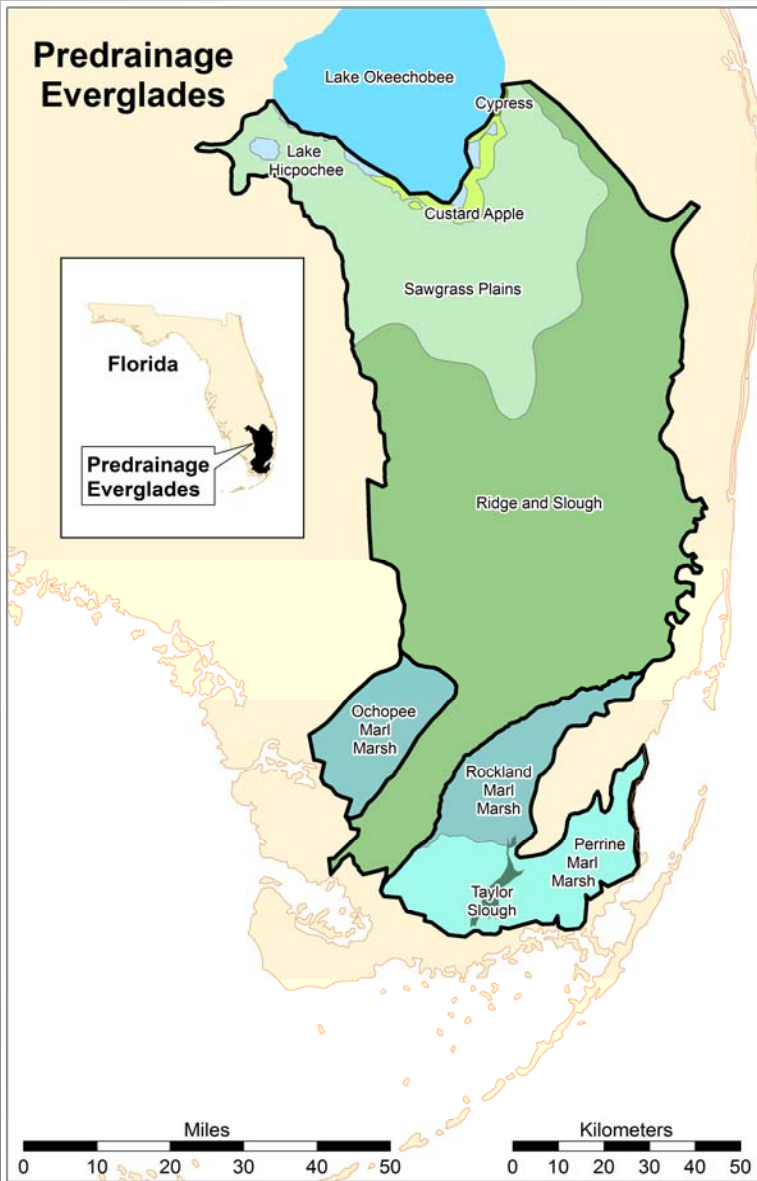 Predrainage
Everglades
Lake Okeechobee
Cypress
Lake
Hicpochee
Custard Apple
Sawgrass Plains
Florida
Predrainage
Everglades
Ridge and Slough
Ochopee
Marl
Marsh
Rockland
Marl
Marsh
Perrine
Marl
Marsh
Taylor
Slough
Miles
0 10 20 30 40 50
Kilometers
0 10 20 30 40 50